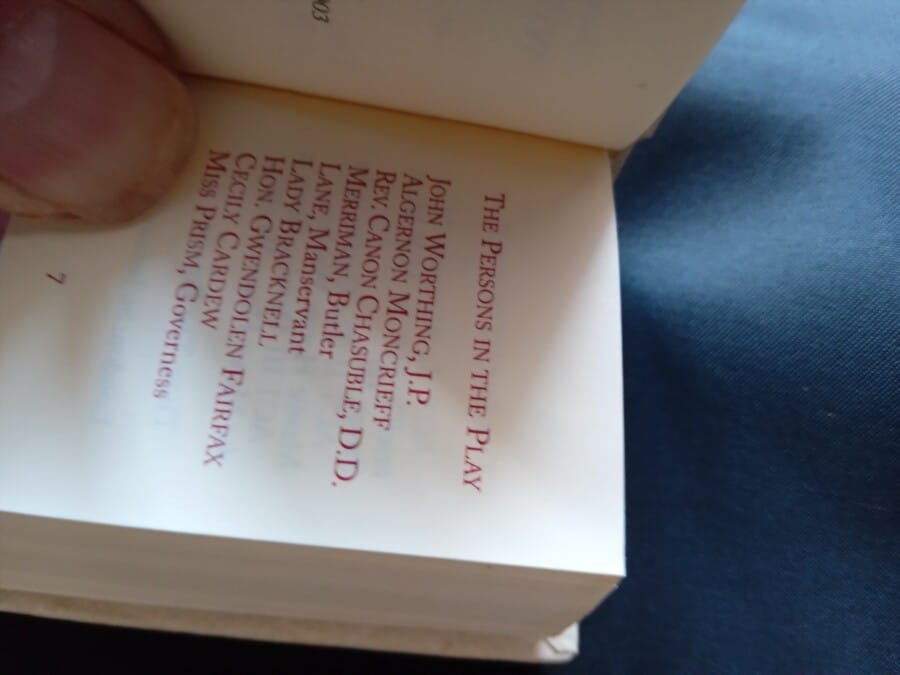 003
THE PERSONS IN THE PLAY
JOHN WORTHING, J.P.
ALGERNON MONCRIEFF
REV. CANON CHASUBLE, D.D.
MERRIMAN, Butler
LANE, Manservant
LADY BRACKNELL
HON. GWENDOLEN FAIRFAX
CECILY CARDEW
MISS PRISM, Governess
7